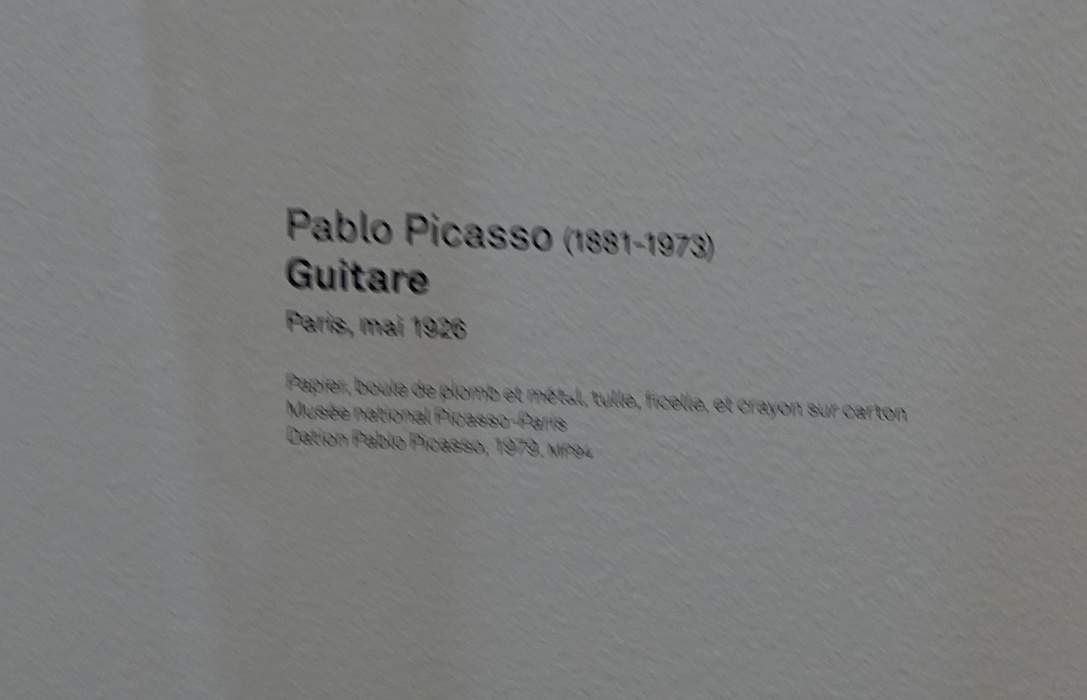 Pablo Picasso (1881-1973)
Guitare
Paris, mai 1926
Papier, boule de plomb et métal, tulle, ficelle, et crayon sur carton
Musée national Picasso-Paris
Dation Pablo Picasso, 1979. MP94